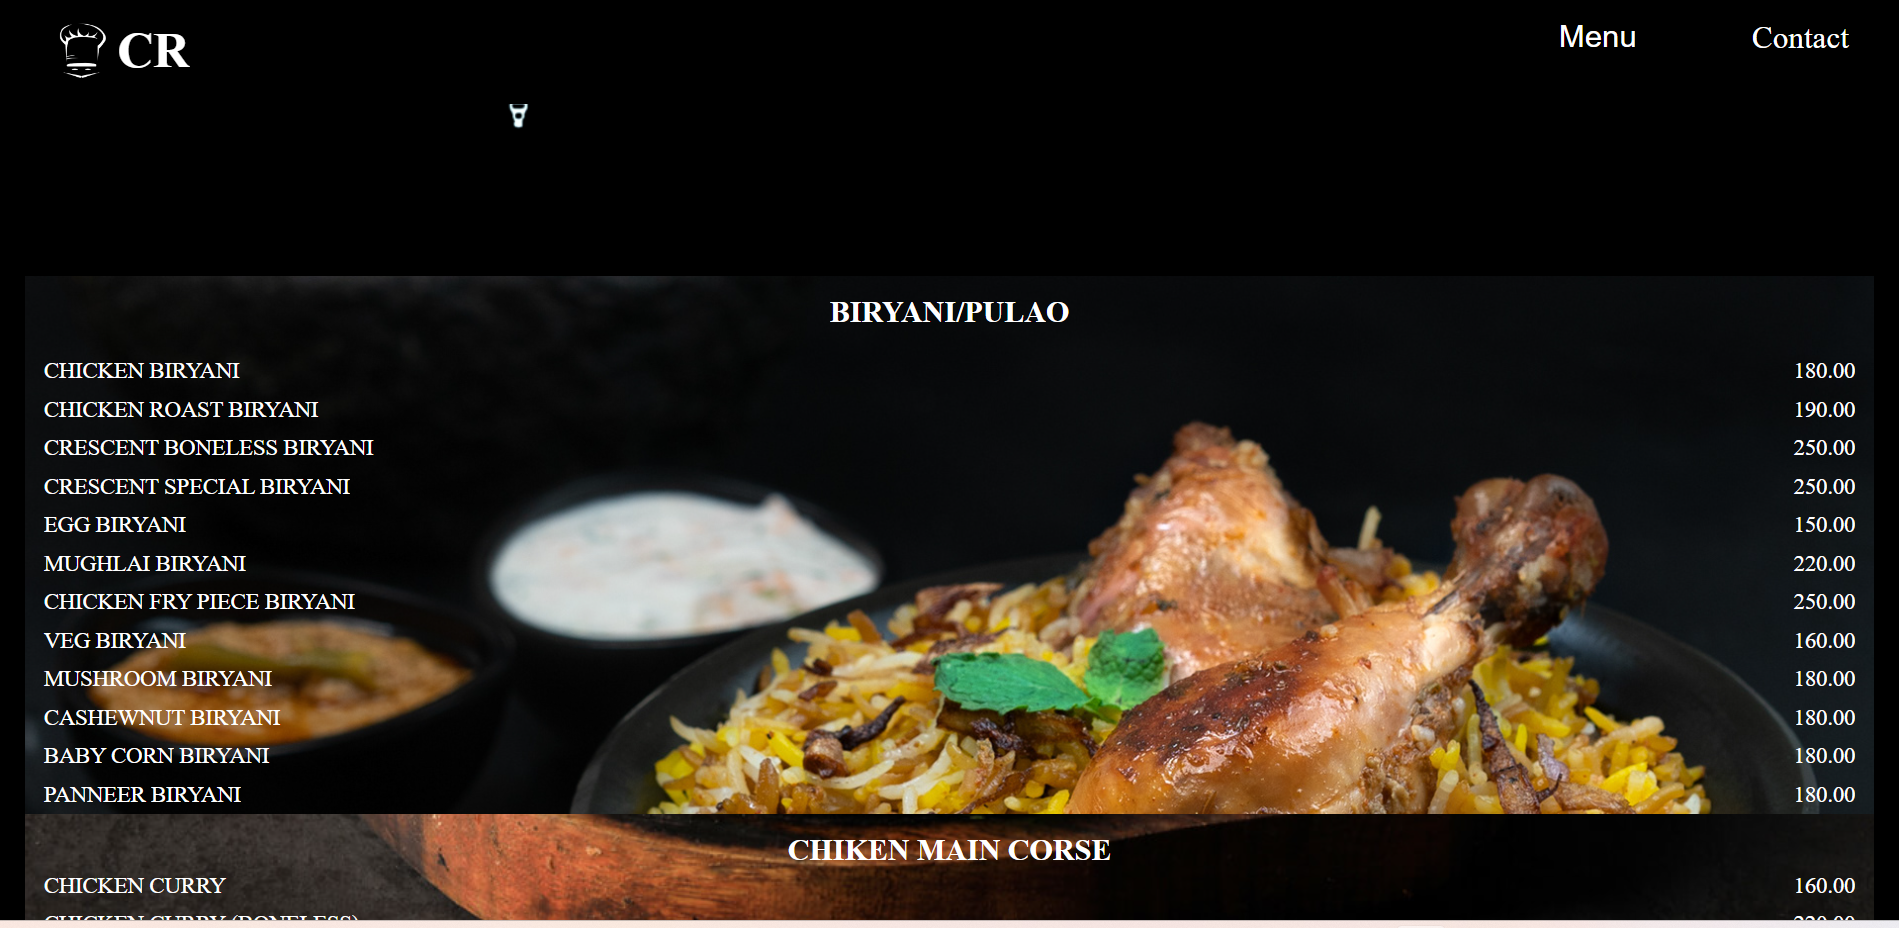 CR
Menu
Contact
BIRYANI/PULAO
CHICKEN BIRYANI 180.00
CHICKEN ROAST BIRYANI 190.00
CRESCENT BONELESS BIRYANI 250.00
CRESCENT SPECIAL BIRYANI 250.00
EGG BIRYANI 150.00
MUGHLAI BIRYANI 220.00
CHICKEN FRY PIECE BIRYANI 250.00
VEG BIRYANI 160.00
MUSHROOM BIRYANI 180.00
CASHEWNUT BIRYANI 180.00
BABY CORN BIRYANI 180.00
PANNEER BIRYANI 180.00
CHIKEN MAIN CORSE
CHICKEN CURRY 160.00
CHICKEN CURRY (BONELESS)